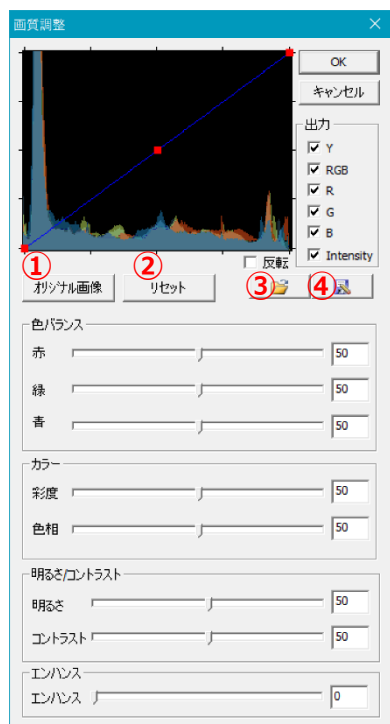 画質調整
OK
キャンセル
出力
Y
RGB
R
G
B
Intensity
反転
① ② ③ ④
オリジナル画像 リセット
色バランス
赤 50
緑 50
青 50
カラー
彩度 50
色相 50
明るさ/コントラスト
明るさ 50
コントラスト 50
エンハンス
エンハンス 0